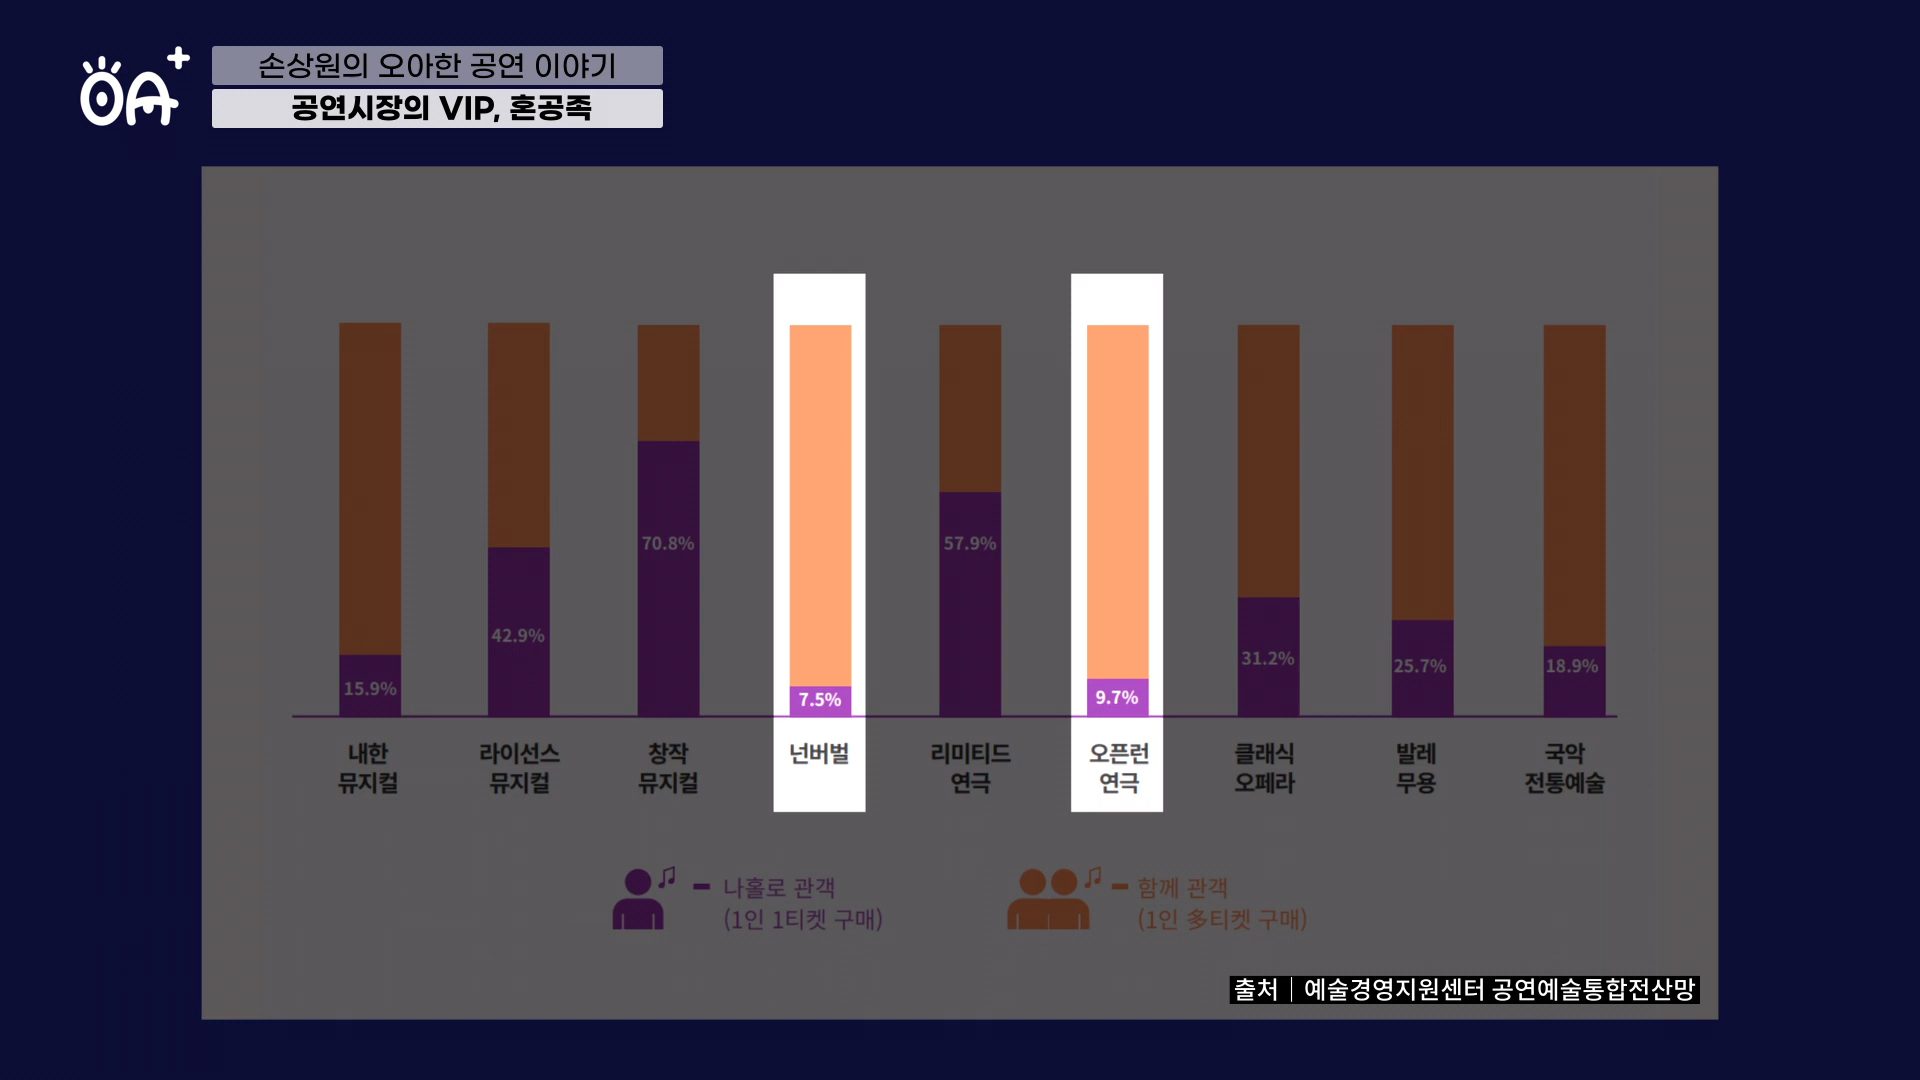 ÖA+
손상원의 오아한 공연 이야기
공연시장의 VIP, 혼공족
15.9%
42.9%
70.8%
7.5%
57.9%
9.7%
31.2%
25.7%
18.9%
내한
뮤지컬
라이선스
뮤지컬
창작
뮤지컬
넌버벌
리미티드
연극
오픈런
연극
클래식
오페라
발레
무용
국악
전통예술
나홀로 관객
(1인 1티켓 구매)
함께 관객
(1인 多티켓 구매)
출처 | 예술경영지원센터 공연예술통합전산망